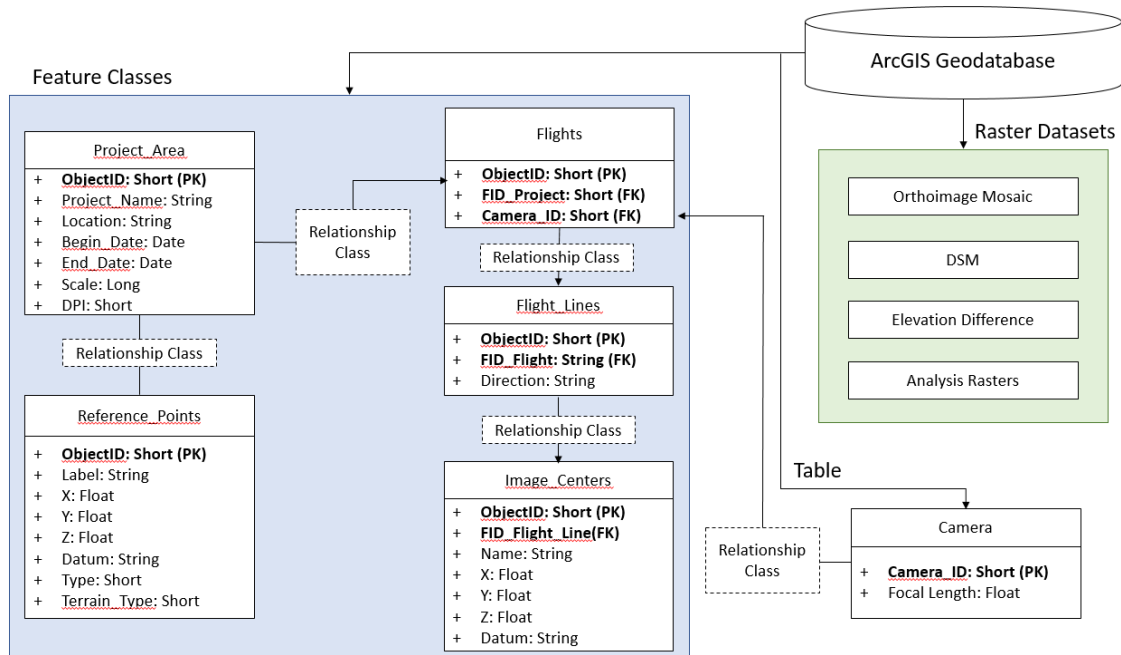 ArcGIS Geodatabase
Feature Classes
Project_Area
+ ObjectID: Short (PK)
+ Project_Name: String
+ Location: String
+ Begin_Date: Date
+ End_Date: Date
+ Scale: Long
+ DPI: Short
Relationship
Class
Flights
+ ObjectID: Short (PK)
+ FID_Project: Short (FK)
+ Camera_ID: Short (FK)
Relationship Class
Flight_Lines
+ ObjectID: Short (PK)
+ FID_Flight: String (FK)
+ Direction: String
Relationship Class
Reference_Points
+ ObjectID: Short (PK)
+ Label: String
+ X: Float
+ Y: Float
+ Z: Float
+ Datum: String
+ Type: Short
+ Terrain_Type: Short
Relationship Class
Image_Centers
+ ObjectID: Short (PK)
+ FID_Flight_Line(FK)
+ Name: String
+ X: Float
+ Y: Float
+ Z: Float
+ Datum: String
Raster Datasets
Orthoimage Mosaic
DSM
Elevation Difference
Analysis Rasters
Table
Relationship
Class
Camera
+ Camera_ID: Short (PK)
+ Focal Length: Float